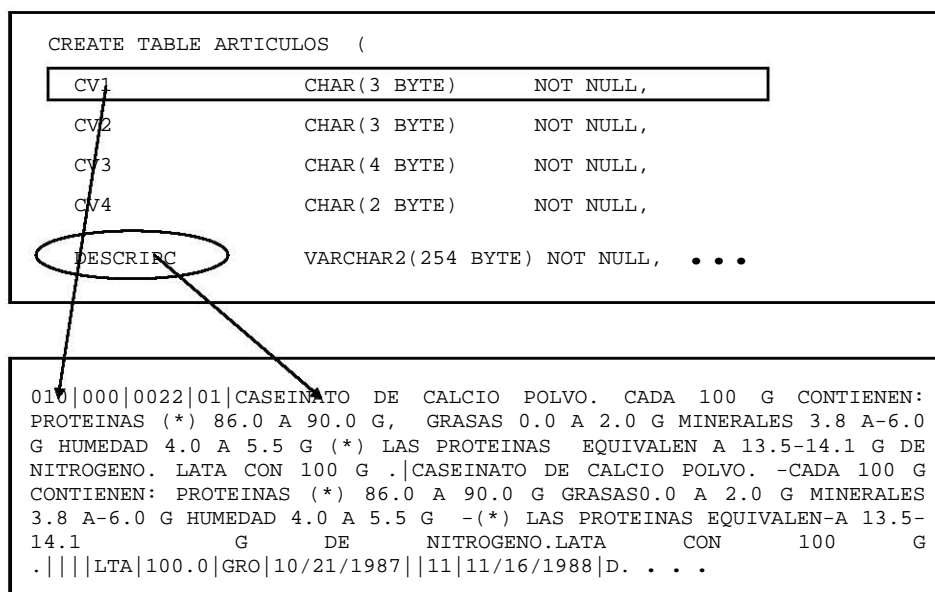 CREATE TABLE ARTICULOS (
CV1 CHAR(3 BYTE) NOT NULL,
CV2 CHAR(3 BYTE) NOT NULL,
CV3 CHAR(4 BYTE) NOT NULL,
CV4 CHAR(2 BYTE) NOT NULL,
DESCRIPC VARCHAR2(254 BYTE) NOT NULL, • • •
010|000|0022|01|CASEINATO DE CALCIO POLVO. CADA 100 G CONTIENEN:
PROTEINAS (*) 86.0 A 90.0 G, GRASAS 0.0 A 2.0 G MINERALES 3.8 A-6.0
G HUMEDAD 4.0 A 5.5 G (*) LAS PROTEINAS EQUIVALEN A 13.5-14.1 G DE
NITROGENO. LATA CON 100 G .|CASEINATO DE CALCIO POLVO. -CADA 100 G
CONTIENEN: PROTEINAS (*) 86.0 A 90.0 G GRASAS0.0 A 2.0 G MINERALES
3.8 A-6.0 G HUMEDAD 4.0 A 5.5 G -(*) LAS PROTEINAS EQUIVALEN-A 13.5-
14.1 G DE NITROGENO.LATA CON 100 G
.||||LTA|100.0|GRO|10/21/1987||11|11/16/1988|D. . . .